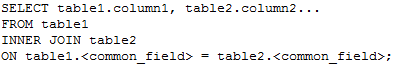 SELECT table1.column1, table2.column2...
FROM table1
INNER JOIN table2
ON table1.<common_field> = table2.<common_field>;